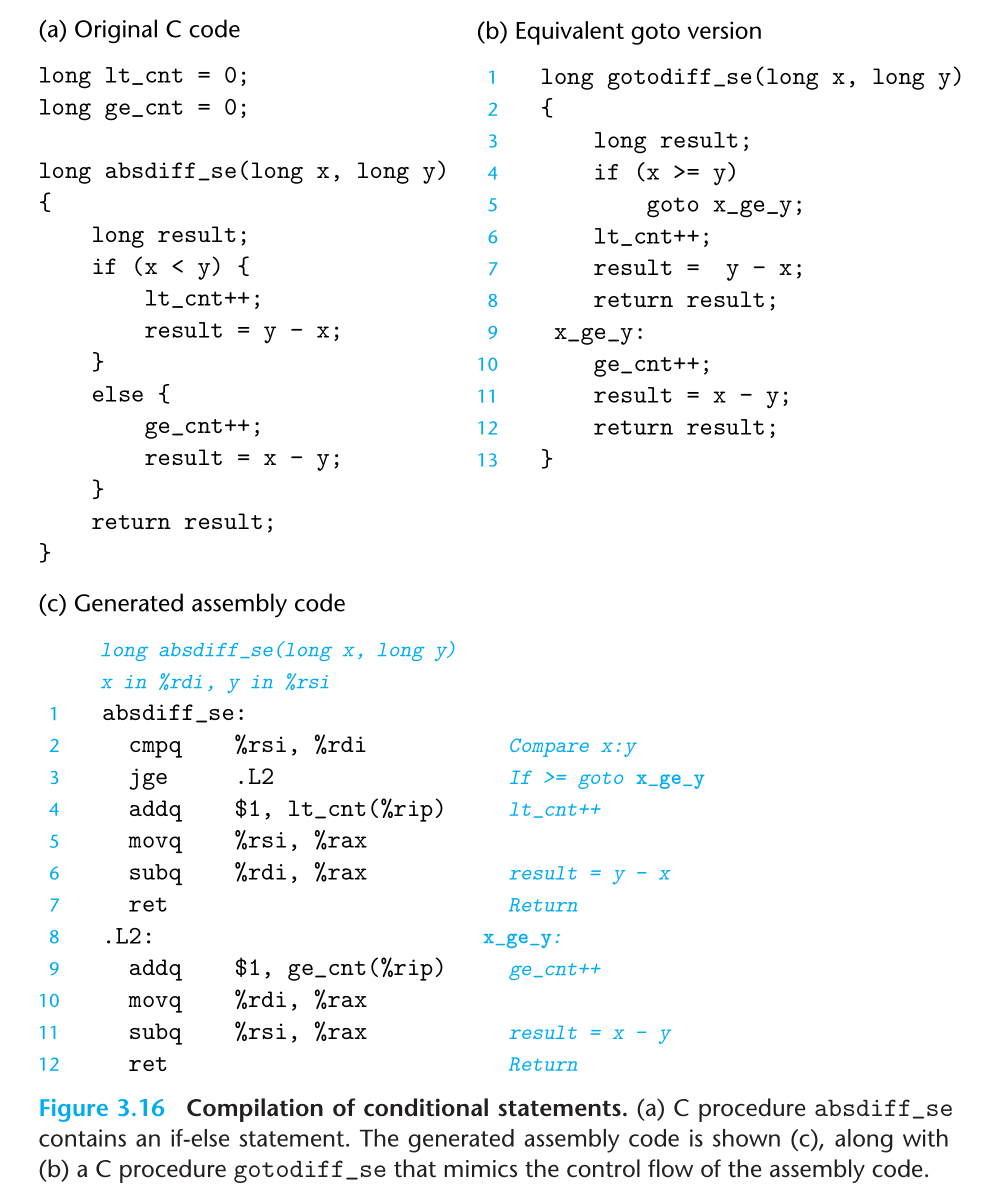 (a) Original C code
long lt_cnt = 0;
long ge_cnt = 0;
long absdiff_se(long x, long y)
{
    long result;
    if (x < y) {
        lt_cnt++;
        result = y - x;
    }
    else {
        ge_cnt++;
        result = x - y;
    }
    return result;
}
(b) Equivalent goto version
1 long gotodiff_se(long x, long y)
2 {
3     long result;
4     if (x >= y)
5         goto x_ge_y;
6     lt_cnt++;
7     result =  y - x;
8     return result;
9  x_ge_y:
10     ge_cnt++;
11     result = x - y;
12     return result;
13 }
(c) Generated assembly code
long absdiff_se(long x, long y)
x in %rdi, y in %rsi
1 absdiff_se:
2   cmpq    %rsi, %rdi    Compare x:y
3   jge     .L2    If >= goto x_ge_y
4   addq    $1, lt_cnt(%rip)    lt_cnt++
5   movq    %rsi, %rax
6   subq    %rdi, %rax    result = y - x
7   ret    Return
8 .L2:    x_ge_y:
9   addq    $1, ge_cnt(%rip)    ge_cnt++
10   movq    %rdi, %rax
11   subq    %rsi, %rax    result = x - y
12   ret    Return
Figure 3.16 Compilation of conditional statements. (a) C procedure absdiff_se
contains an if-else statement. The generated assembly code is shown (c), along with
(b) a C procedure gotodiff_se that mimics the control flow of the assembly code.